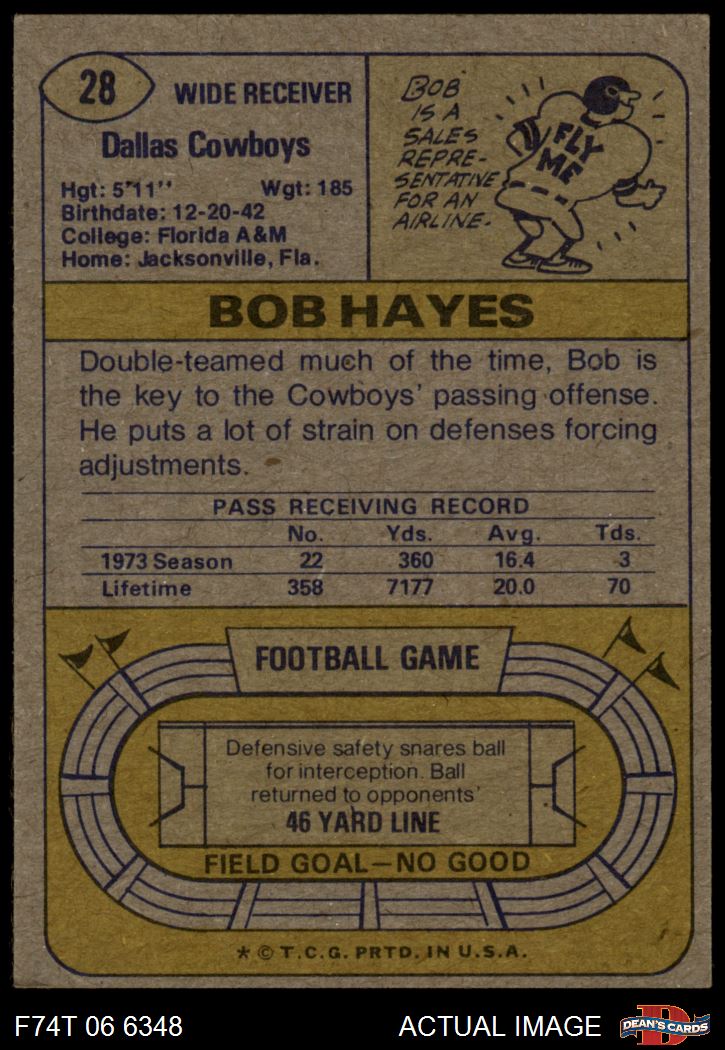 28
WIDE RECEIVER
Dallas Cowboys
Hgt: 5'11'' Wgt: 185
Birthdate: 12-20-42
College: Florida A&M
Home: Jacksonville, Fla.
BOB
IS A
SALES
REPRE-
SENTATIVE
FOR AN
AIRLINE.
FLY
ME
BOB HAYES
Double-teamed much of the time, Bob is
the key to the Cowboys' passing offense.
He puts a lot of strain on defenses forcing
adjustments.
PASS RECEIVING RECORD
No. Yds. Avg. Tds.
1973 Season 22 360 16.4 3
Lifetime 358 7177 20.0 70
FOOTBALL GAME
Defensive safety snares ball
for interception. Ball
returned to opponents'
46 YARD LINE
FIELD GOAL—NO GOOD
* © T.C.G. PRTD. IN U.S.A.
F74T 06 6348 ACTUAL IMAGE
D
DEAN'S CARDS